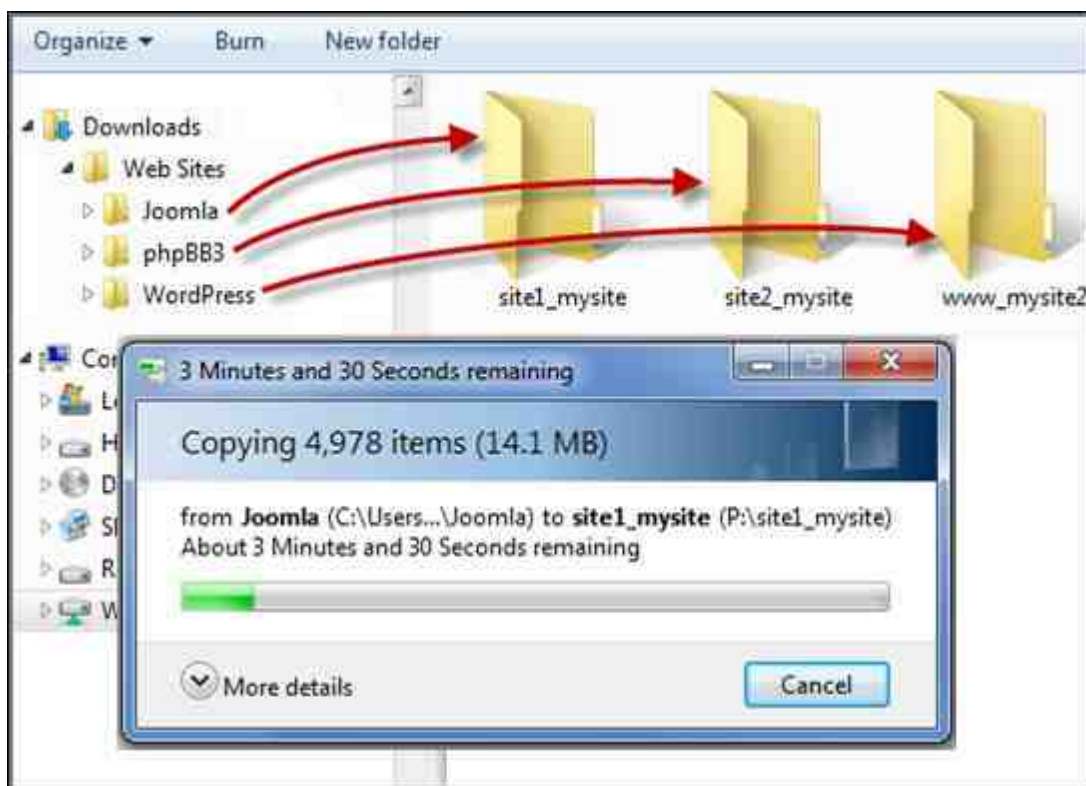 Organize Burn New folder
Downloads
Web Sites
Joomla
phpBB3
WordPress
site1_mysite site2_mysite www_mysite2
3 Minutes and 30 Seconds remaining
Copying 4,978 items (14.1 MB)
from Joomla (C:\Users...\Joomla) to site1_mysite (P:\site1_mysite)
About 3 Minutes and 30 Seconds remaining
More details Cancel